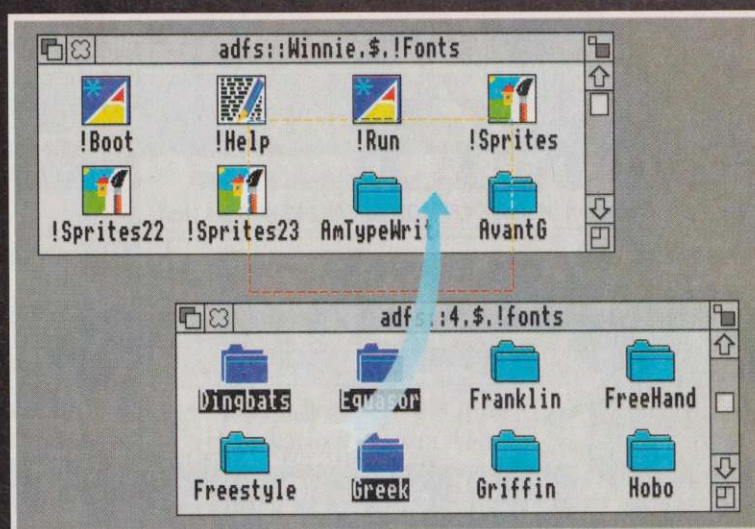 adfs::Winnie.$.!Fonts
!Boot !Help !Run !Sprites
!Sprites22 !Sprites23 AmTypeWrit AvantG
adfs::4.$.!fonts
Dingbats Equasor Franklin FreeHand
Freestyle Greek Griffin Hobo